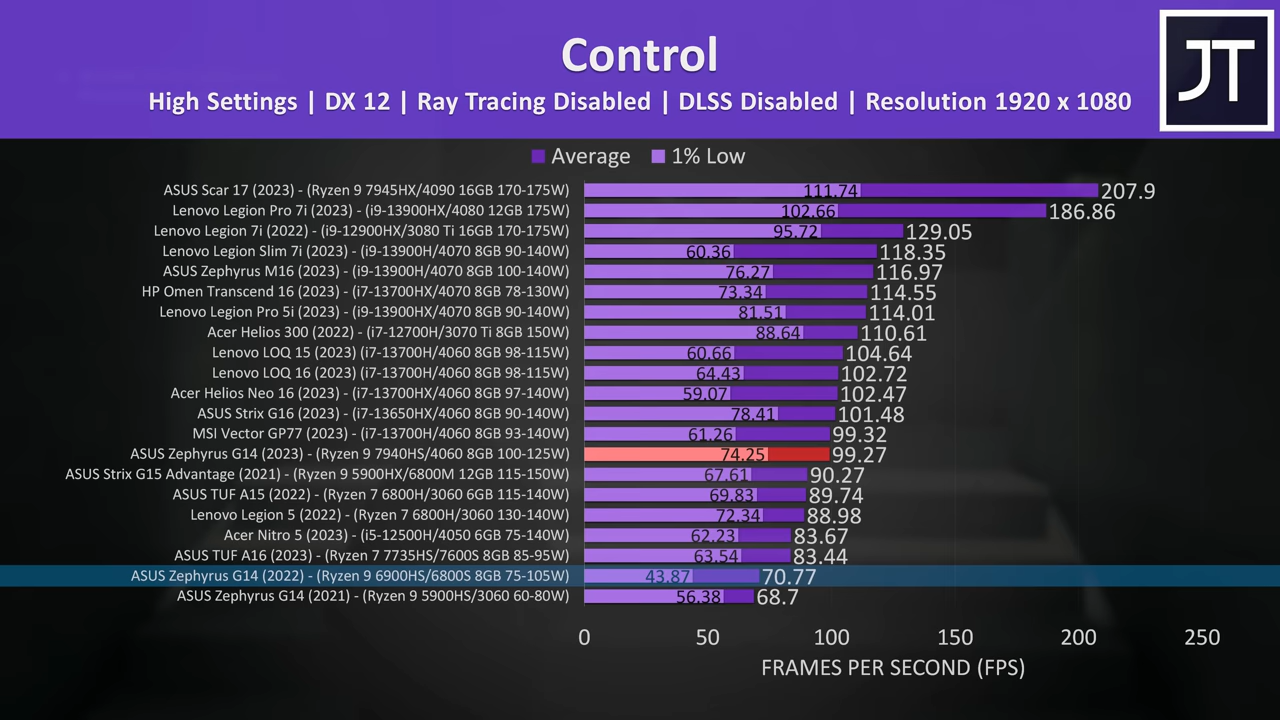 Control
High Settings | DX 12 | Ray Tracing Disabled | DLSS Disabled | Resolution 1920 x 1080
JT
Average 1% Low
ASUS Scar 17 (2023) - (Ryzen 9 7945HX/4090 16GB 170-175W) 111.74 207.9
Lenovo Legion Pro 7i (2023) - (i9-13900HX/4080 12GB 175W) 102.66 186.86
Lenovo Legion 7i (2022) - (i9-12900HX/3080 Ti 16GB 170-175W) 95.72 129.05
Lenovo Legion Slim 7i (2023) - (i9-13900H/4070 8GB 90-140W) 60.36 118.35
ASUS Zephyrus M16 (2023) - (i9-13900H/4070 8GB 100-140W) 76.27 116.97
HP Omen Transcend 16 (2023) - (i7-13700HX/4070 8GB 78-130W) 73.34 114.55
Lenovo Legion Pro 5i (2023) - (i9-13900HX/4070 8GB 90-140W) 81.51 114.01
Acer Helios 300 (2022) - (i7-12700H/3070 Ti 8GB 150W) 88.64 110.61
Lenovo LOQ 15 (2023) - (i7-13700H/4060 8GB 98-115W) 60.66 104.64
Lenovo LOQ 16 (2023) - (i7-13700H/4060 8GB 98-115W) 64.43 102.72
Acer Helios Neo 16 (2023) - (i7-13700HX/4060 8GB 97-140W) 59.07 102.47
ASUS Strix G16 (2023) - (i7-13650HX/4060 8GB 90-140W) 78.41 101.48
MSI Vector GP77 (2023) - (i7-13700H/4060 8GB 93-140W) 61.26 99.32
ASUS Zephyrus G14 (2023) - (Ryzen 9 7940HS/4060 8GB 100-125W) 74.25 99.27
ASUS Strix G15 Advantage (2021) - (Ryzen 9 5900HX/6800M 12GB 115-150W) 67.61 90.27
ASUS TUF A15 (2022) - (Ryzen 7 6800H/3060 6GB 115-140W) 69.83 89.74
Lenovo Legion 5 (2022) - (Ryzen 7 6800H/3060 130-140W) 72.34 88.98
Acer Nitro 5 (2023) - (i5-12500H/4050 6GB 75-140W) 62.23 83.67
ASUS TUF A16 (2023) - (Ryzen 7 7735HS/7600S 8GB 85-95W) 63.54 83.44
ASUS Zephyrus G14 (2022) - (Ryzen 9 6900HS/6800S 8GB 75-105W) 43.87 70.77
ASUS Zephyrus G14 (2021) - (Ryzen 9 5900HS/3060 60-80W) 56.38 68.7
0 50 100 150 200 250
FRAMES PER SECOND (FPS)